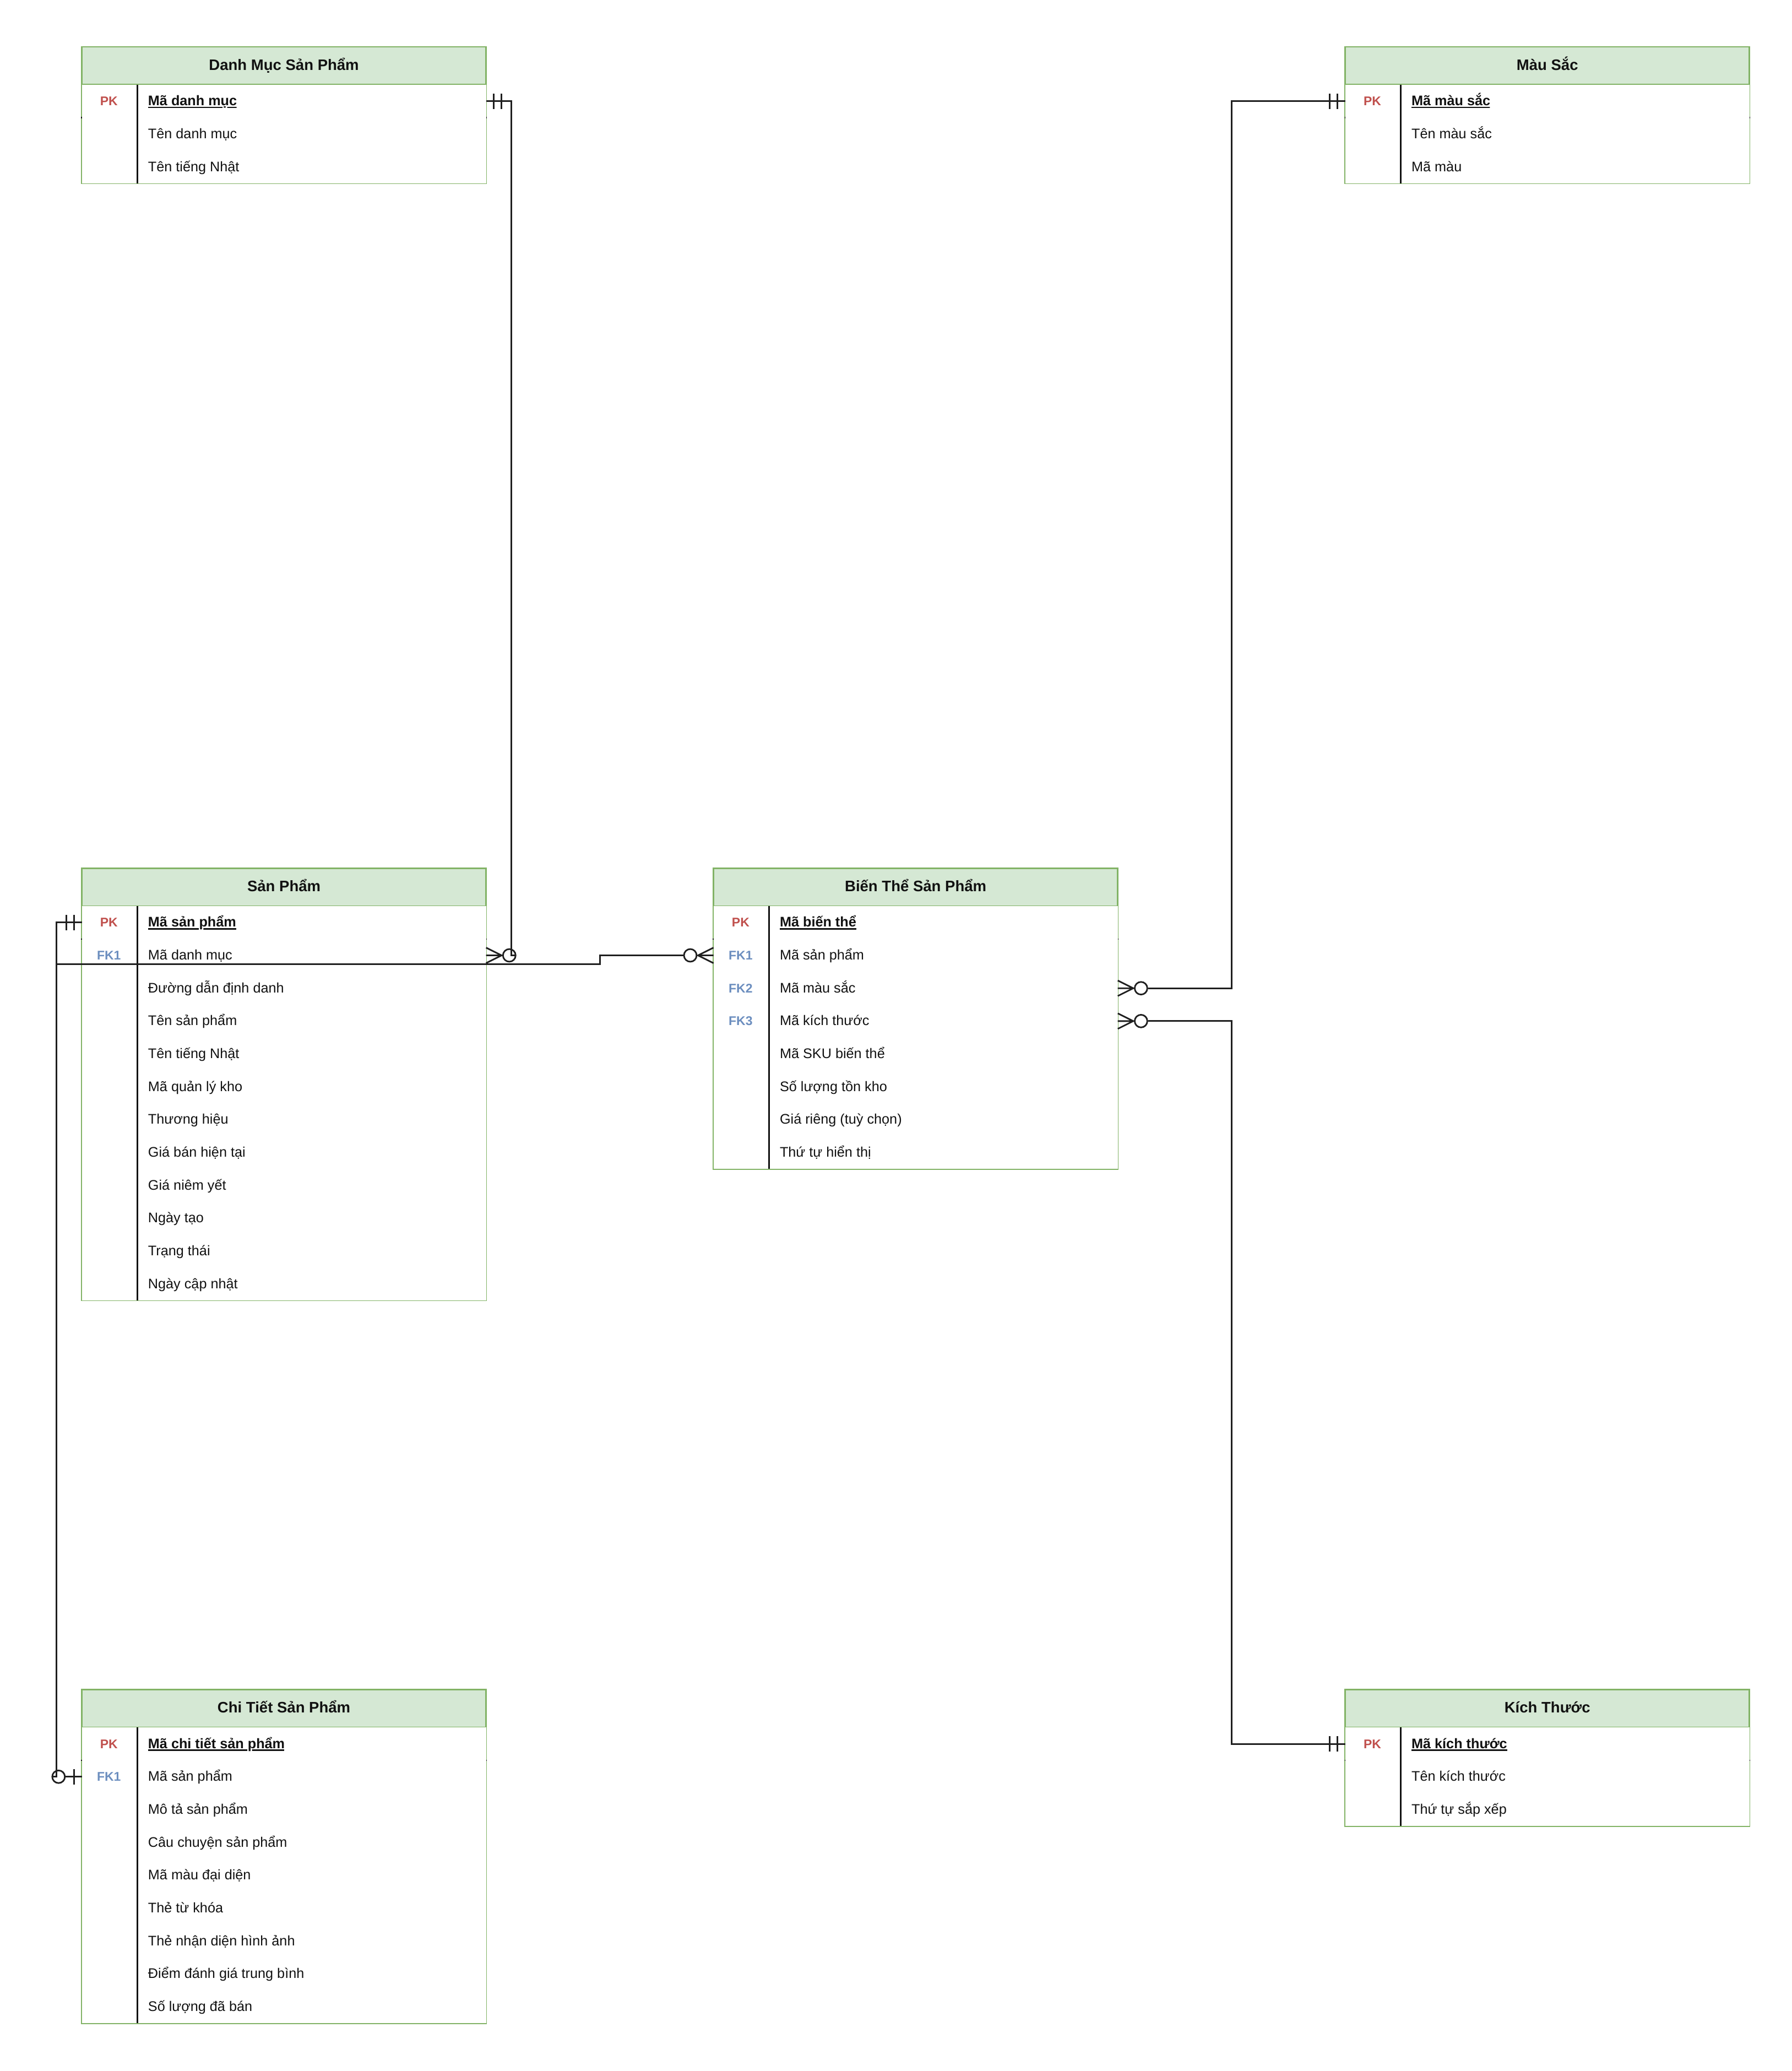 Danh Mục Sản Phẩm
PK Mã danh mục
Tên danh mục
Tên tiếng Nhật
Màu Sắc
PK Mã màu sắc
Tên màu sắc
Mã màu
Sản Phẩm
PK Mã sản phẩm
FK1 Mã danh mục
Đường dẫn định danh
Tên sản phẩm
Tên tiếng Nhật
Mã quản lý kho
Thương hiệu
Giá bán hiện tại
Giá niêm yết
Ngày tạo
Trạng thái
Ngày cập nhật
Biến Thể Sản Phẩm
PK Mã biến thể
FK1 Mã sản phẩm
FK2 Mã màu sắc
FK3 Mã kích thước
Mã SKU biến thể
Số lượng tồn kho
Giá riêng (tuỳ chọn)
Thứ tự hiển thị
Chi Tiết Sản Phẩm
PK Mã chi tiết sản phẩm
FK1 Mã sản phẩm
Mô tả sản phẩm
Câu chuyện sản phẩm
Mã màu đại diện
Thẻ từ khóa
Thẻ nhận diện hình ảnh
Điểm đánh giá trung bình
Số lượng đã bán
Kích Thước
PK Mã kích thước
Tên kích thước
Thứ tự sắp xếp